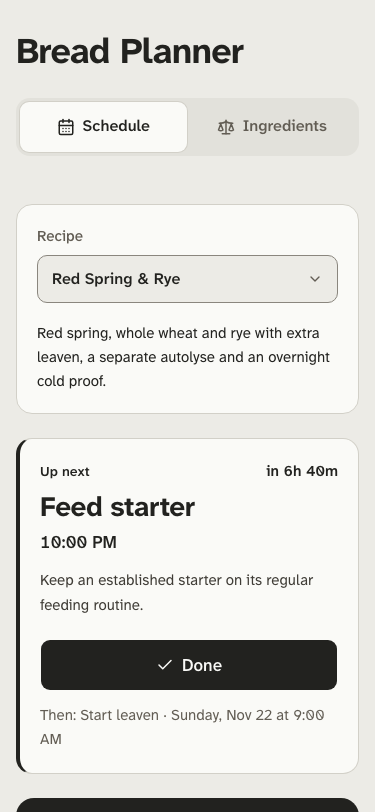 Bread Planner
Schedule
Ingredients
Recipe
Red Spring & Rye
Red spring, whole wheat and rye with extra
leaven, a separate autolyse and an overnight
cold proof.
Up next
in 6h 40m
Feed starter
10:00 PM
Keep an established starter on its regular
feeding routine.
Done
Then: Start leaven · Sunday, Nov 22 at 9:00
AM